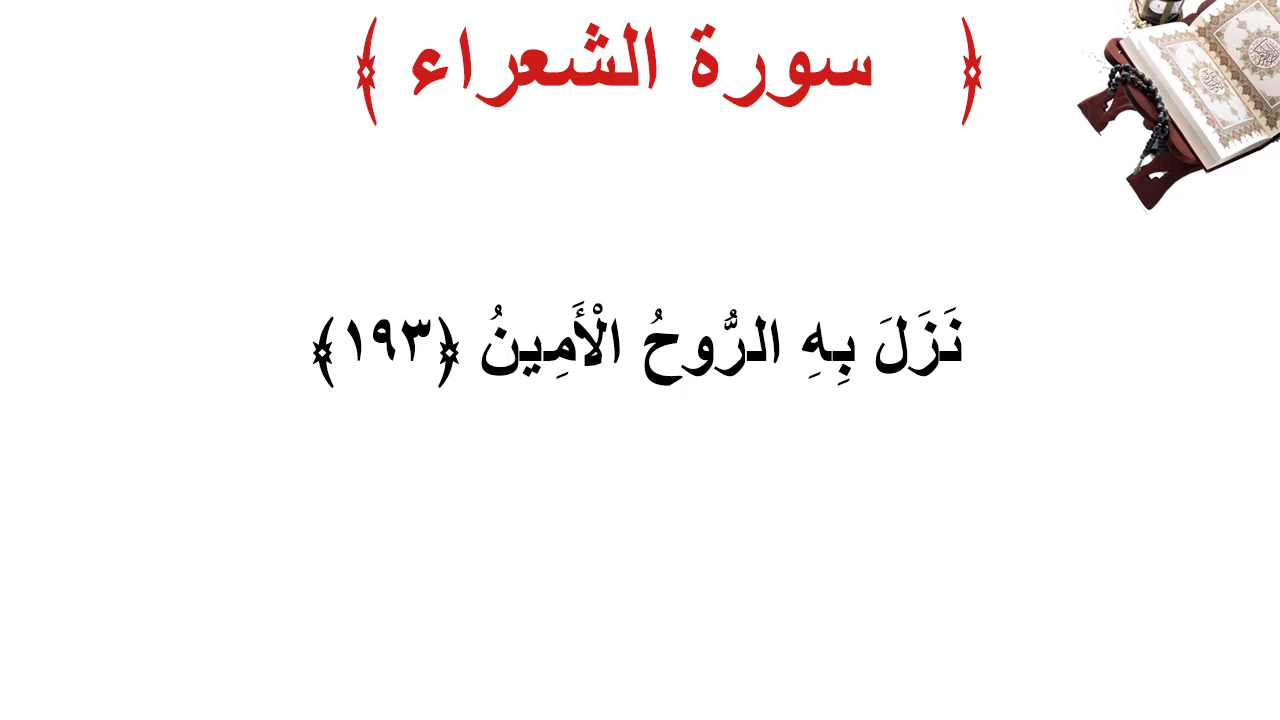 ﴿ سورة الشعراء ﴾
نَزَلَ بِهِ الرُّوحُ الْأَمِينُ ﴿١٩٣﴾